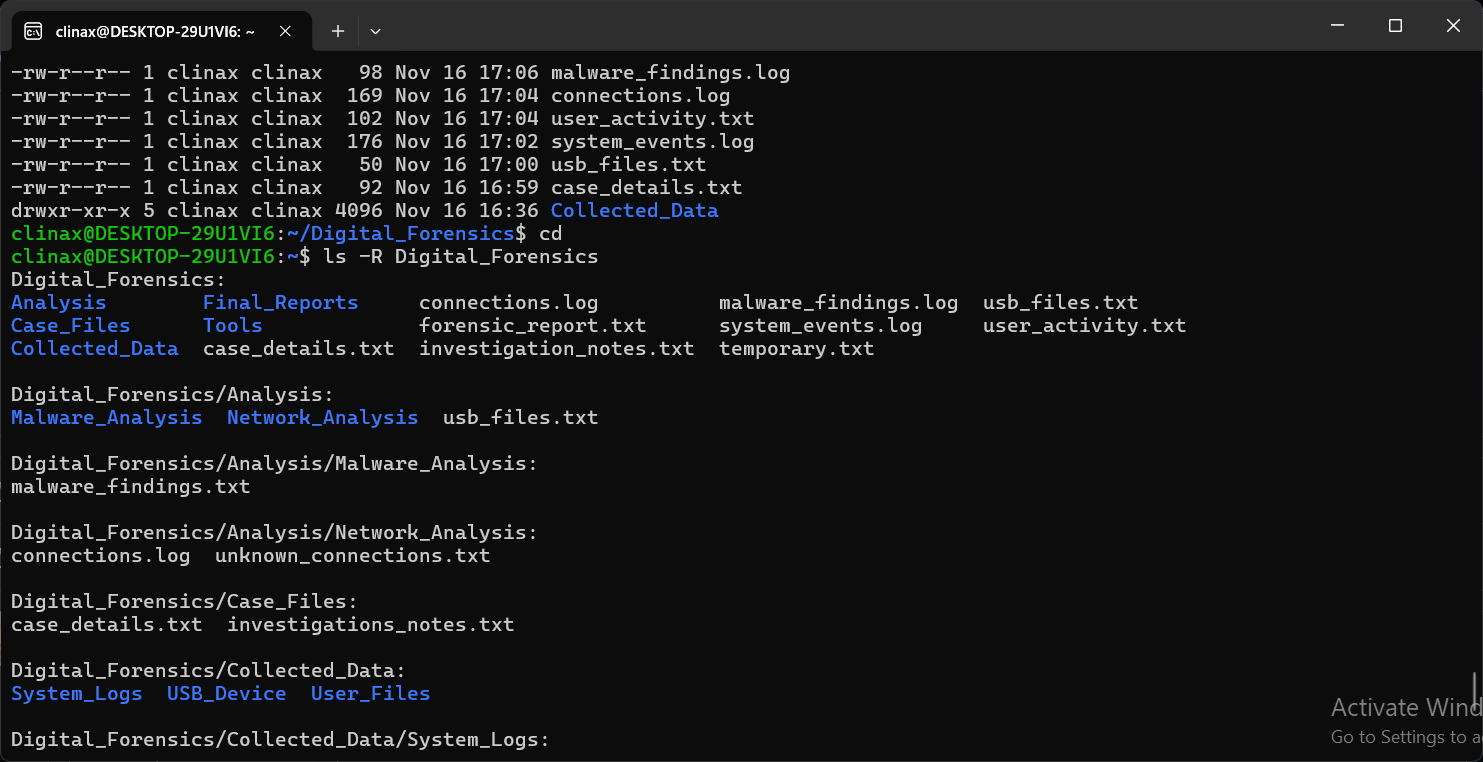 clinax@DESKTOP-29U1VI6: ~
-rw-r--r-- 1 clinax clinax   98 Nov 16 17:06 malware_findings.log
-rw-r--r-- 1 clinax clinax  169 Nov 16 17:04 connections.log
-rw-r--r-- 1 clinax clinax  102 Nov 16 17:04 user_activity.txt
-rw-r--r-- 1 clinax clinax  176 Nov 16 17:02 system_events.log
-rw-r--r-- 1 clinax clinax   50 Nov 16 17:00 usb_files.txt
-rw-r--r-- 1 clinax clinax   92 Nov 16 16:59 case_details.txt
drwxr-xr-x 5 clinax clinax 4096 Nov 16 16:36 Collected_Data
clinax@DESKTOP-29U1VI6:~/Digital_Forensics$ cd
clinax@DESKTOP-29U1VI6:~$ ls -R Digital_Forensics
Digital_Forensics:
Analysis        Final_Reports     connections.log          malware_findings.log  usb_files.txt
Case_Files      Tools             forensic_report.txt      system_events.log     user_activity.txt
Collected_Data  case_details.txt  investigation_notes.txt  temporary.txt
Digital_Forensics/Analysis:
Malware_Analysis  Network_Analysis  usb_files.txt
Digital_Forensics/Analysis/Malware_Analysis:
malware_findings.txt
Digital_Forensics/Analysis/Network_Analysis:
connections.log  unknown_connections.txt
Digital_Forensics/Case_Files:
case_details.txt  investigations_notes.txt
Digital_Forensics/Collected_Data:
System_Logs  USB_Device  User_Files
Digital_Forensics/Collected_Data/System_Logs:
Activate Wind
Go to Settings to a